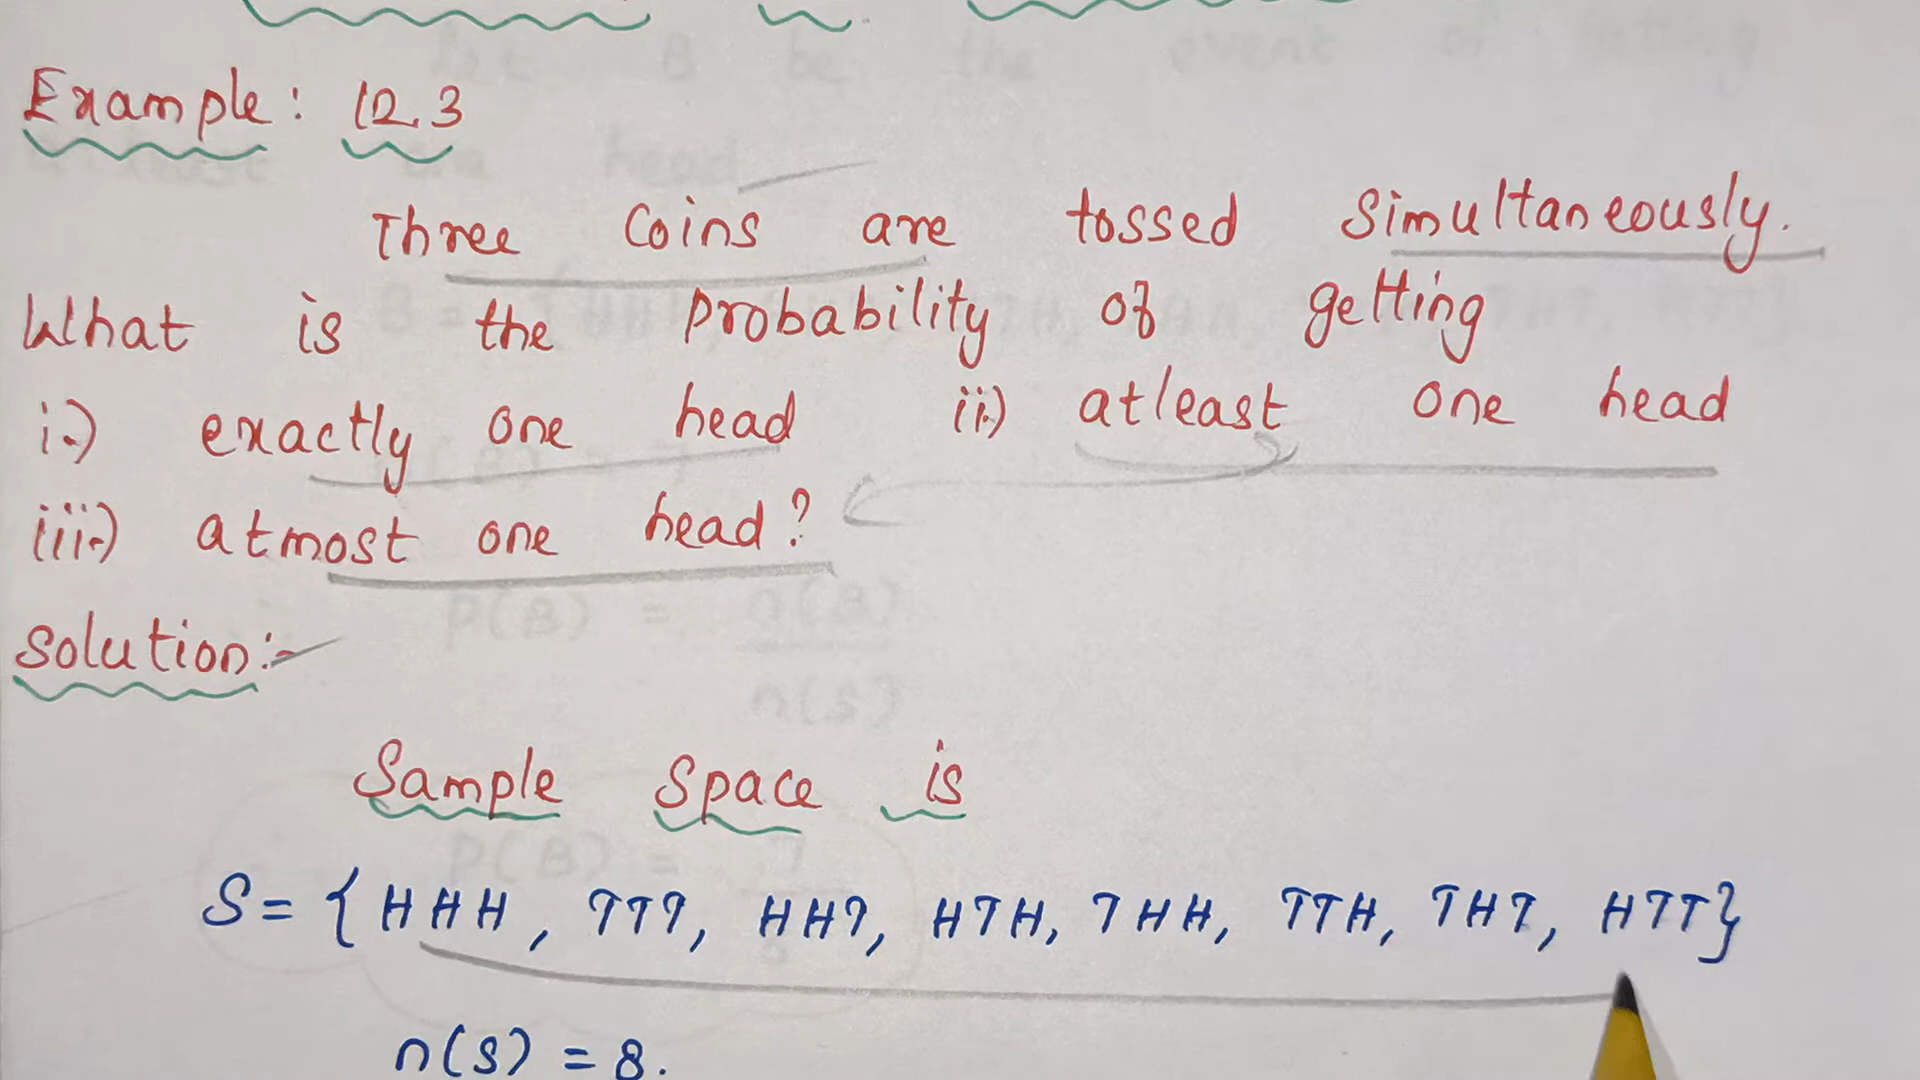 Example: 12.3
Three Coins are tossed Simultaneously.
What is the Probability of getting
i.) exactly one head ii.) atleast one head
iii.) atmost one head?
Solution:-
Sample Space is
S = { HHH, TTT, HHT, HTH, THH, TTH, THT, HTT}
n(S) = 8.